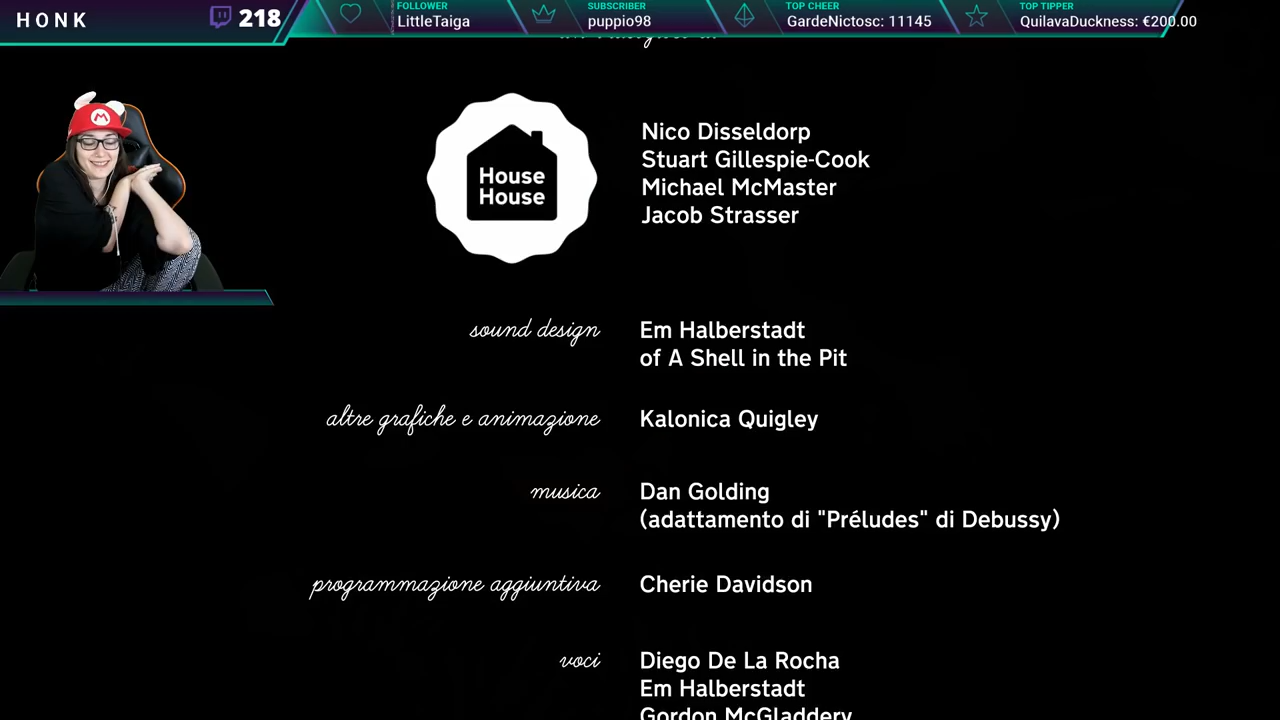 HONK
218
FOLLOWER
LittleTaiga
SUBSCRIBER
puppio98
TOP CHEER
GardeNictosc: 11145
TOP TIPPER
QuilavaDuckness: €200.00
M
House
House
Nico Disseldorp
Stuart Gillespie-Cook
Michael McMaster
Jacob Strasser
sound design
Em Halberstadt
of A Shell in the Pit
altre grafiche e animazione
Kalonica Quigley
musica
Dan Golding
(adattamento di "Préludes" di Debussy)
programmazione aggiuntiva
Cherie Davidson
voci
Diego De La Rocha
Em Halberstadt
Gordon McGladdery